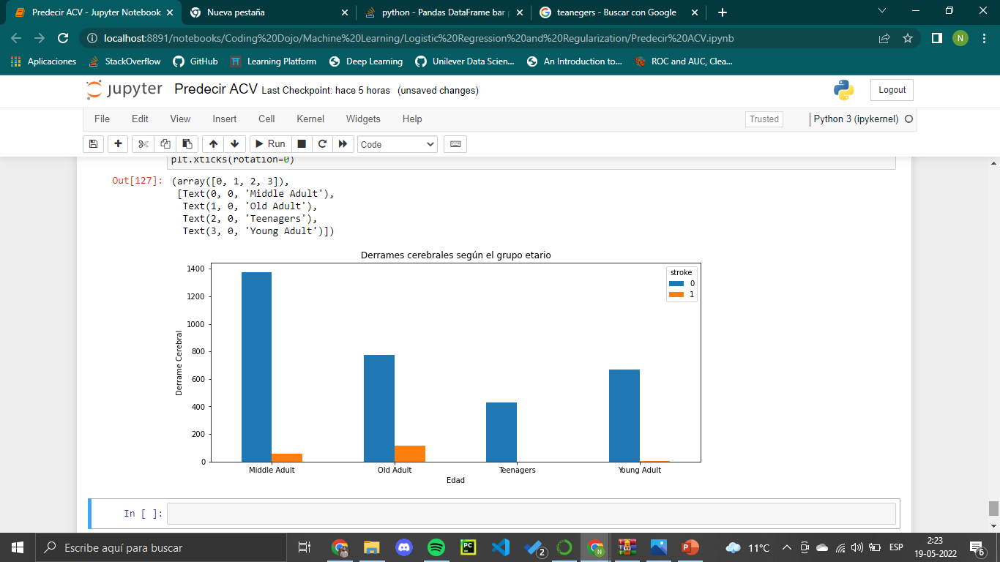 Predecir ACV - Jupyter Notebook
Nueva pestaña
python - Pandas DataFrame bar p
teanegers - Buscar con Google
localhost:8891/notebooks/Coding%20Dojo/Machine%20Learning/Logistic%20Regression%20and%20Regularization/Predecir%20ACV.ipynb
N
Aplicaciones
StackOverflow
GitHub
Learning Platform
Deep Learning
Unilever Data Scien...
An Introduction to...
ROC and AUC, Clea...
jupyter Predecir ACV Last Checkpoint: hace 5 horas (unsaved changes)
Logout
File Edit View Insert Cell Kernel Widgets Help
Trusted
Python 3 (ipykernel)
Run
Code
plt.xticks(rotation=0)
Out[127]: (array([0, 1, 2, 3]),
[Text(0, 0, 'Middle Adult'),
Text(1, 0, 'Old Adult'),
Text(2, 0, 'Teenagers'),
Text(3, 0, 'Young Adult')])
Derrames cerebrales según el grupo etario
stroke
0
1
1400
1200
1000
800
600
400
200
0
Derrame Cerebral
Middle Adult
Old Adult
Teenagers
Young Adult
Edad
In [ ]:
Escribe aquí para buscar
PC
2
N
11°C
ESP
2:23
19-05-2022
6